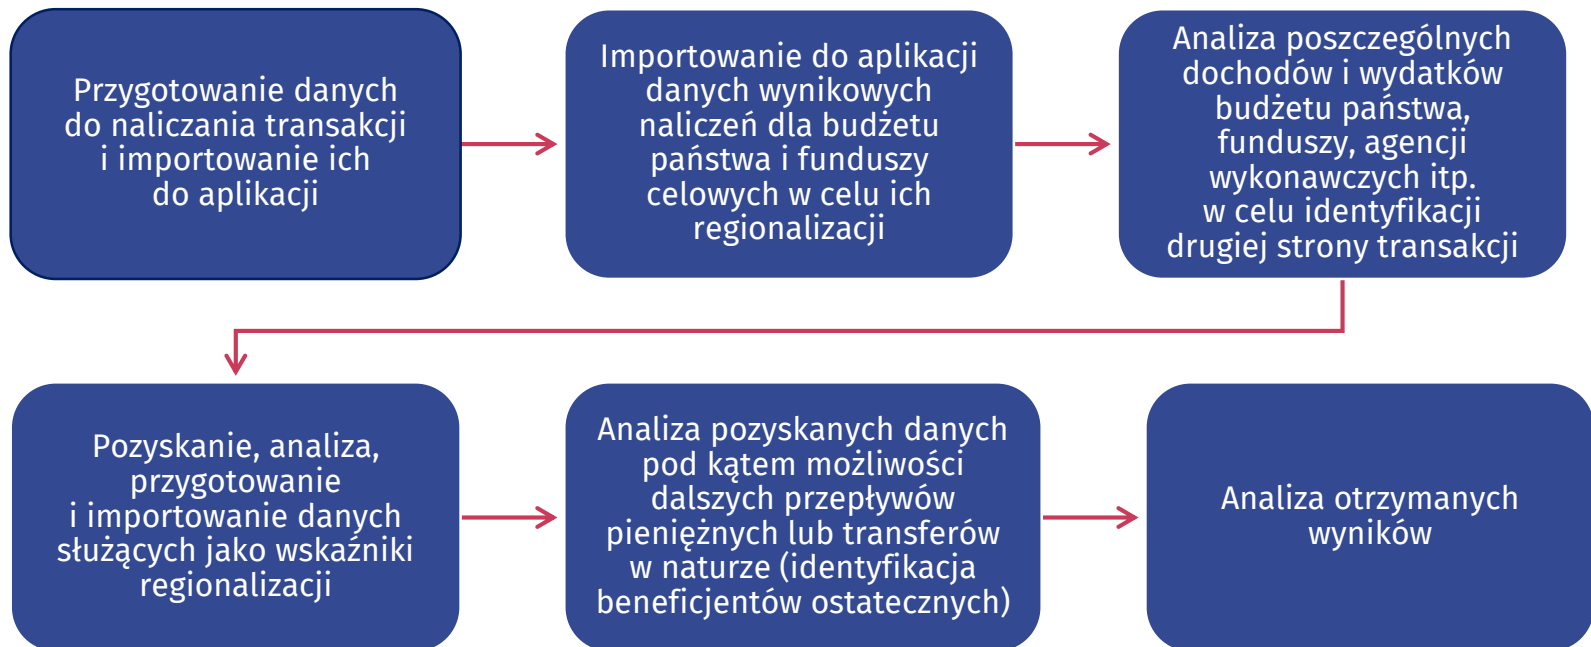 Przygotowanie danych
do naliczania transakcji
i importowanie ich
do aplikacji
Importowanie do aplikacji
danych wynikowych
naliczeń dla budżetu
państwa i funduszy
celowych w celu ich
regionalizacji
Analiza poszczególnych
dochodów i wydatków
budżetu państwa,
funduszy, agencji
wykonawczych itp.
w celu identyfikacji
drugiej strony transakcji
Pozyskanie, analiza,
przygotowanie
i importowanie danych
służących jako wskaźniki
regionalizacji
Analiza pozyskanych danych
pod kątem możliwości
dalszych przepływów
pieniężnych lub transferów
w naturze (identyfikacja
beneficjentów ostatecznych)
Analiza otrzymanych
wyników